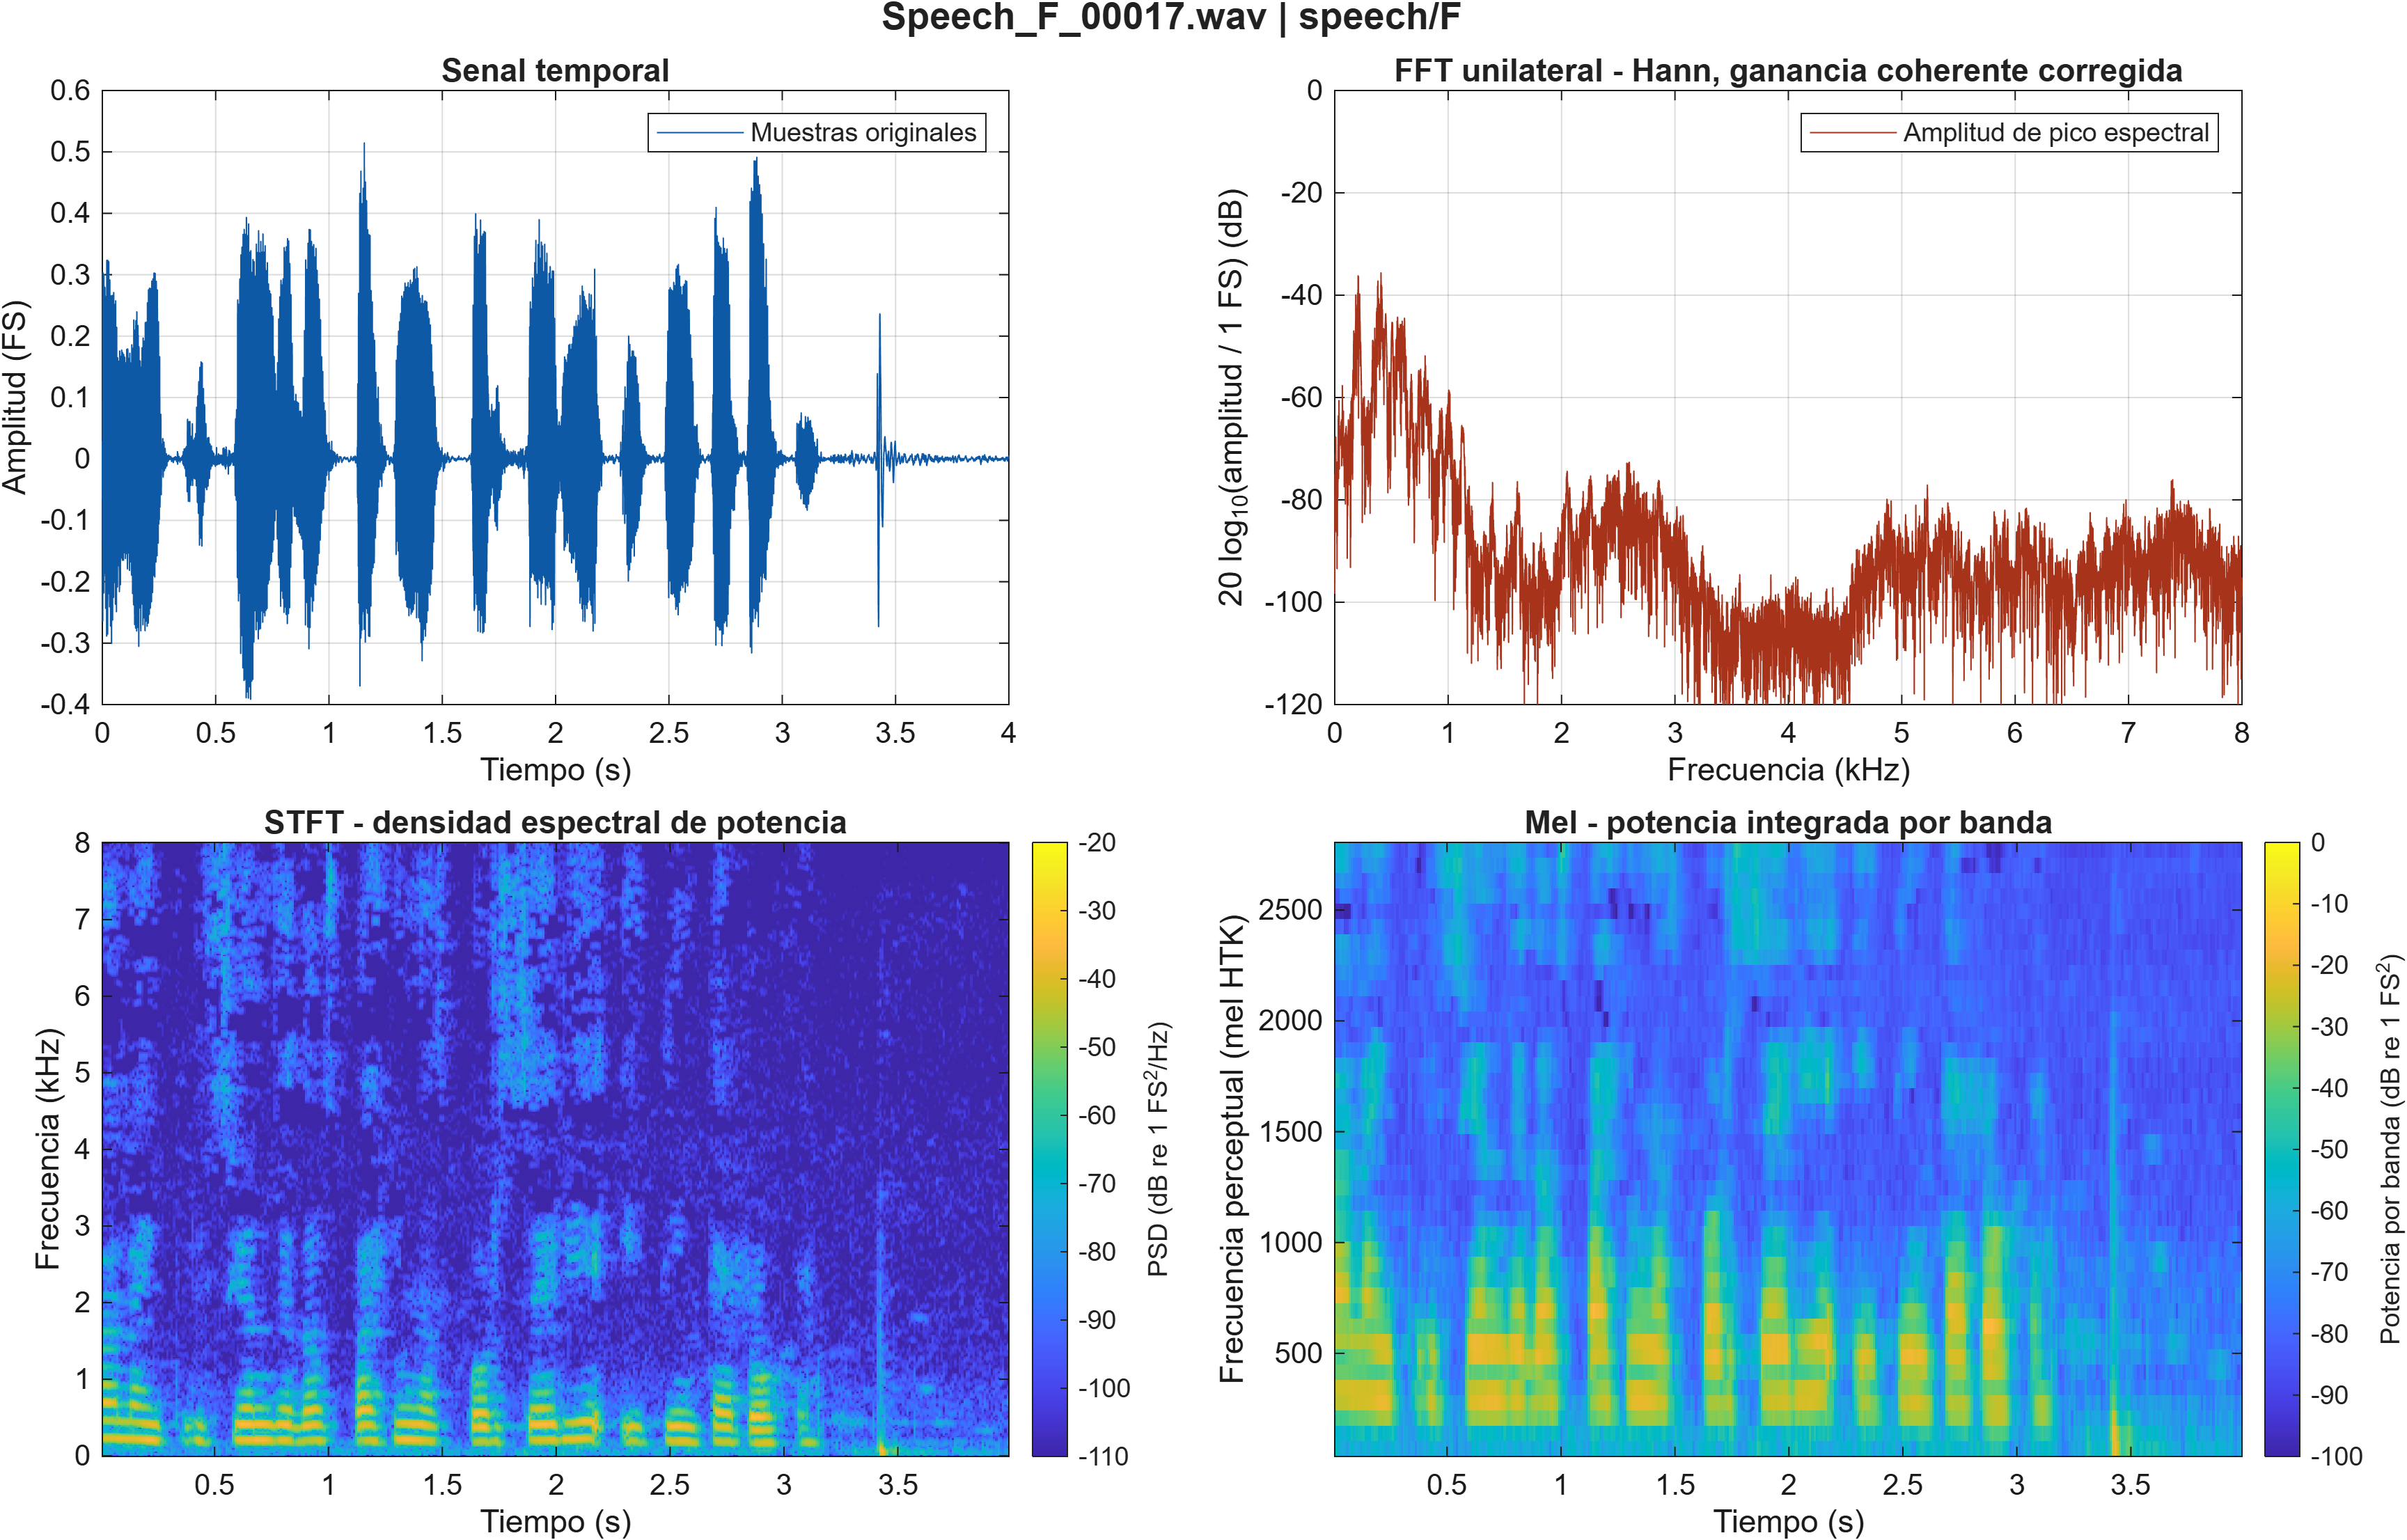 Speech_F_00017.wav | speech/F
Senal temporal
0.6
0.5
0.4
0.3
0.2
0.1
0
-0.1
-0.2
-0.3
-0.4
Amplitud (FS)
Muestras originales
0 0.5 1 1.5 2 2.5 3 3.5 4
Tiempo (s)
FFT unilateral - Hann, ganancia coherente corregida
0
-20
-40
-60
-80
-100
-120
20 log10(amplitud / 1 FS) (dB)
Amplitud de pico espectral
0 1 2 3 4 5 6 7 8
Frecuencia (kHz)
STFT - densidad espectral de potencia
8
7
6
5
4
3
2
1
0
Frecuencia (kHz)
0.5 1 1.5 2 2.5 3 3.5
Tiempo (s)
-20
-30
-40
-50
-60
-70
-80
-90
-100
-110
PSD (dB re 1 FS²/Hz)
Mel - potencia integrada por banda
2500
2000
1500
1000
500
Frecuencia perceptual (mel HTK)
0.5 1 1.5 2 2.5 3 3.5
Tiempo (s)
0
-10
-20
-30
-40
-50
-60
-70
-80
-90
-100
Potencia por banda (dB re 1 FS²)